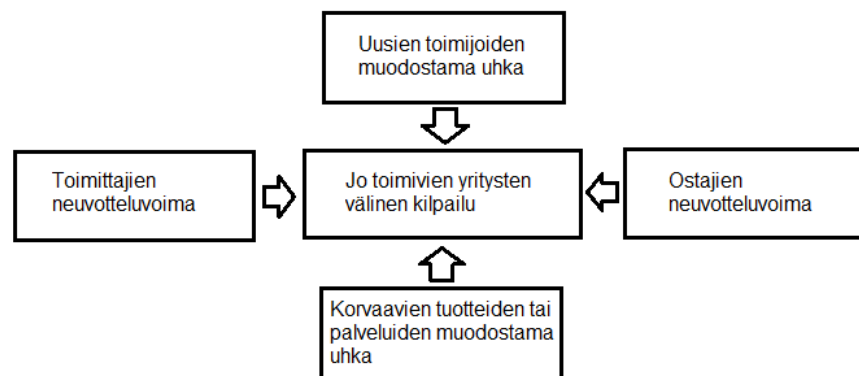 Uusien toimijoiden
muodostama uhka
Toimittajien
neuvotteluvoima
Jo toimivien yritysten
välinen kilpailu
Ostajien
neuvotteluvoima
Korvaavien tuotteiden tai
palveluiden muodostama
uhka